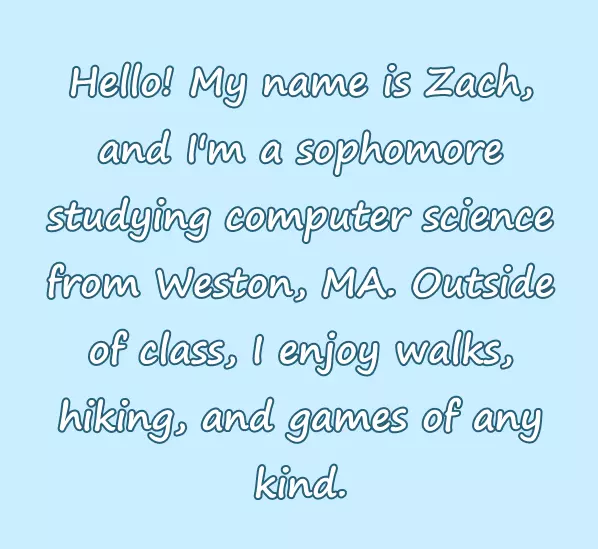 Hello! My name is Zach,
and I'm a sophomore
studying computer science
from Weston, MA. Outside
of class, I enjoy walks,
hiking, and games of any
kind.